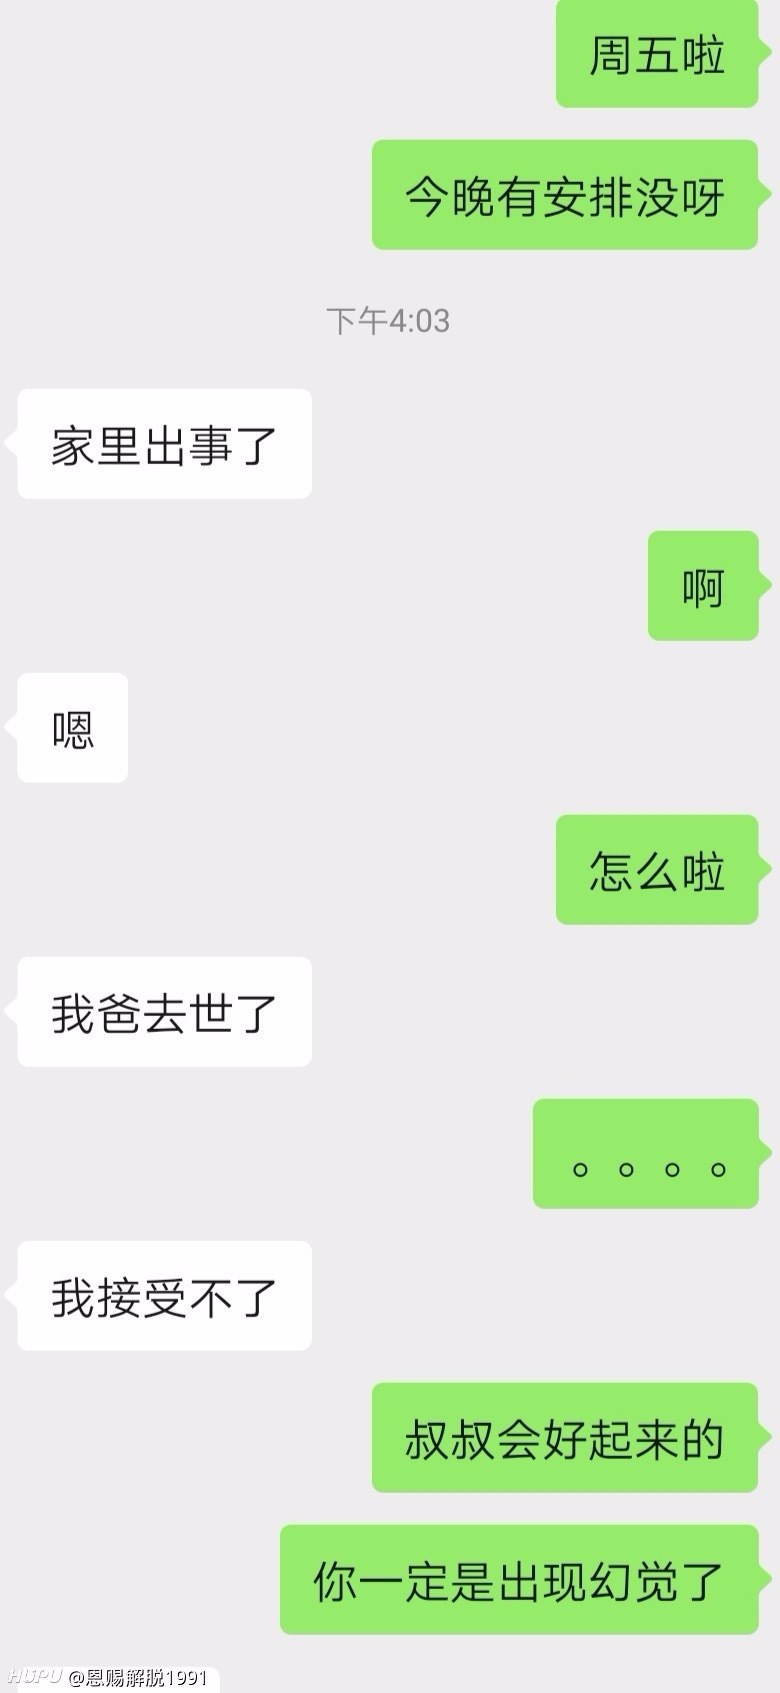 周五啦
今晚有安排没呀
下午4:03
家里出事了
啊
嗯
怎么啦
我爸去世了
。。。。
我接受不了
叔叔会好起来的
你一定是出现幻觉了
HUPU @恩赐解脱1991